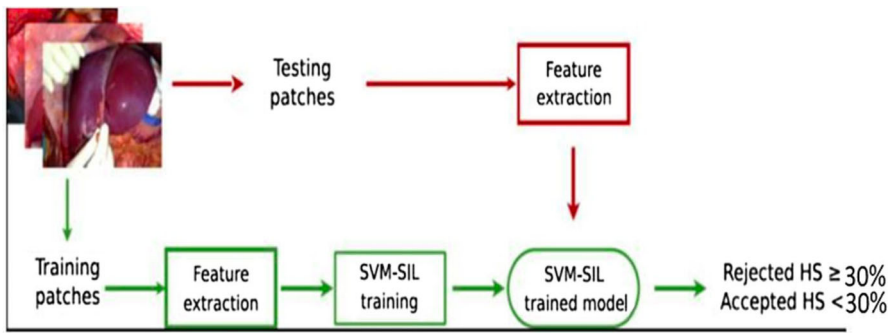 Testing
patches
Feature
extraction
Training
patches
Feature
extraction
SVM-SIL
training
SVM-SIL
trained model
Rejected HS ≥ 30%
Accepted HS < 30%